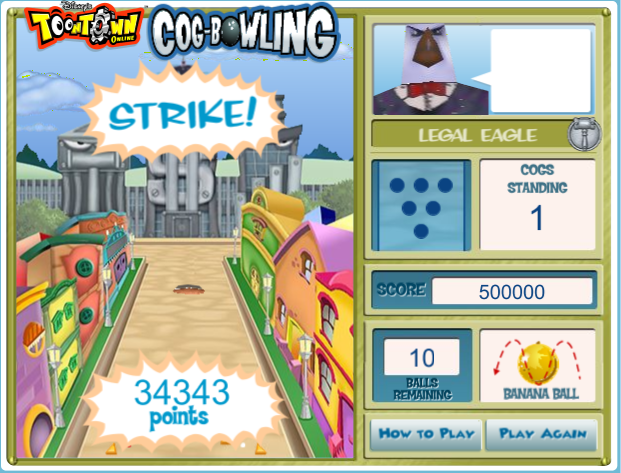 Disney's
TOONTOWN
ONLINE
COG-BOWLING
STRIKE!
LEGAL EAGLE
COGS
STANDING
1
SCORE 500000
10
BALLS
REMAINING
BANANA BALL
34343
points
HOW TO PLAY
PLAY AGAIN